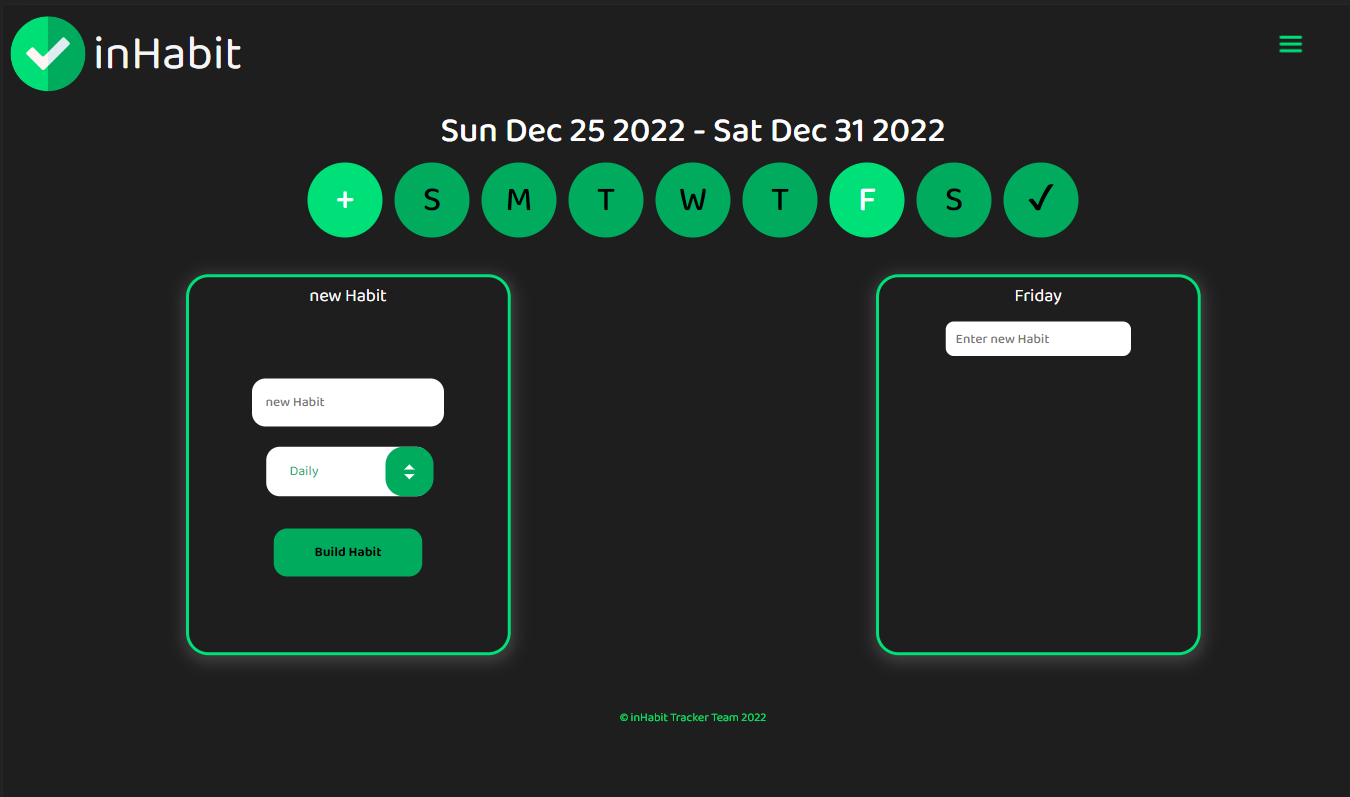 inHabit
Sun Dec 25 2022 - Sat Dec 31 2022
+ S M T W T F S ✓
new Habit
new Habit
Daily
Build Habit
Friday
Enter new Habit
© inHabit Tracker Team 2022